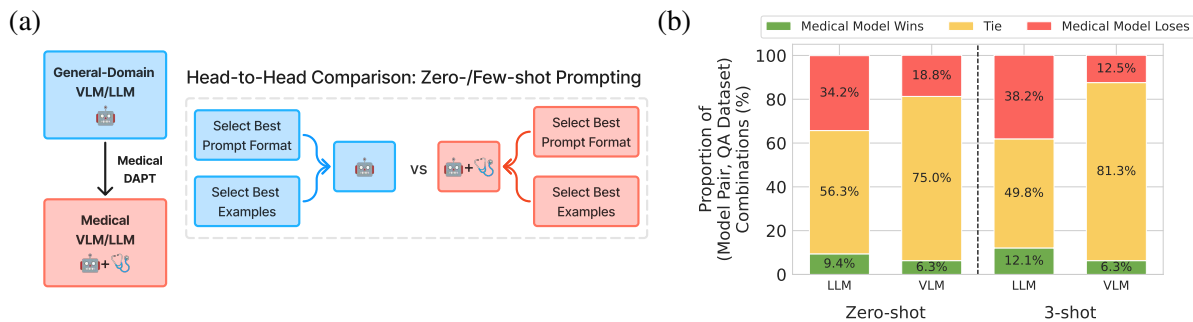 (a)
General-Domain
VLM/LLM
Medical
DAPT
Medical
VLM/LLM
+
Head-to-Head Comparison: Zero-/Few-shot Prompting
Select Best
Prompt Format
Select Best
Examples
vs
+
Select Best
Prompt Format
Select Best
Examples
(b)
Medical Model Wins Tie Medical Model Loses
Proportion of
(Model Pair, QA Dataset)
Combinations (%)
100
80
60
40
20
0
34.2% 18.8% 38.2% 12.5%
56.3% 75.0% 49.8% 81.3%
9.4% 6.3% 12.1% 6.3%
LLM VLM LLM VLM
Zero-shot 3-shot